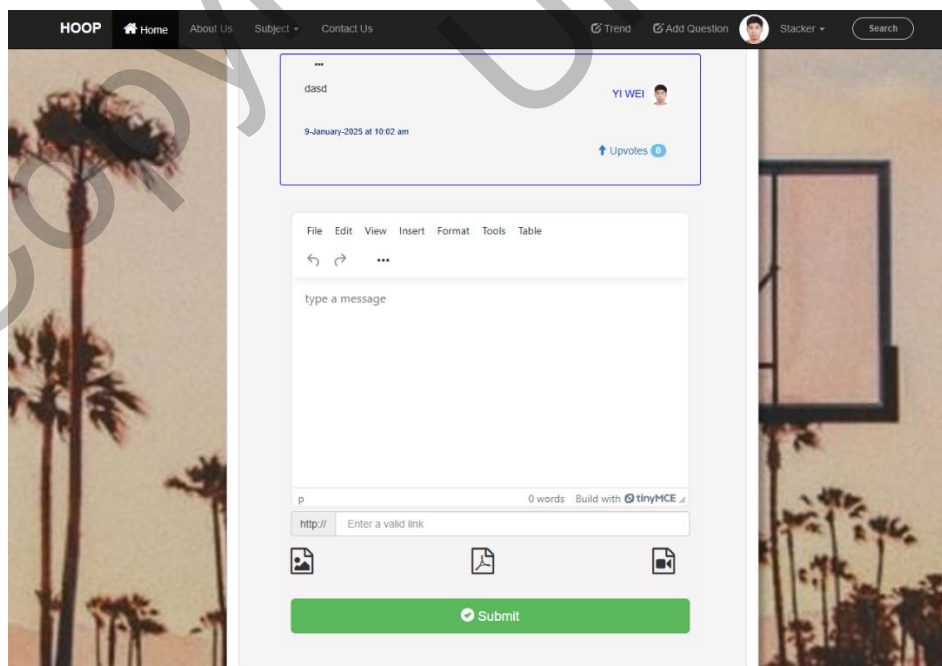 HOOP Home About Us Subject Contact Us Trend Add Question Stacker Search
...
dasd
YI WEI
9-January-2025 at 10:02 am
Upvotes 0
File Edit View Insert Format Tools Table
...
type a message
p 0 words Build with tinyMCE
http:// Enter a valid link
Submit
Copy